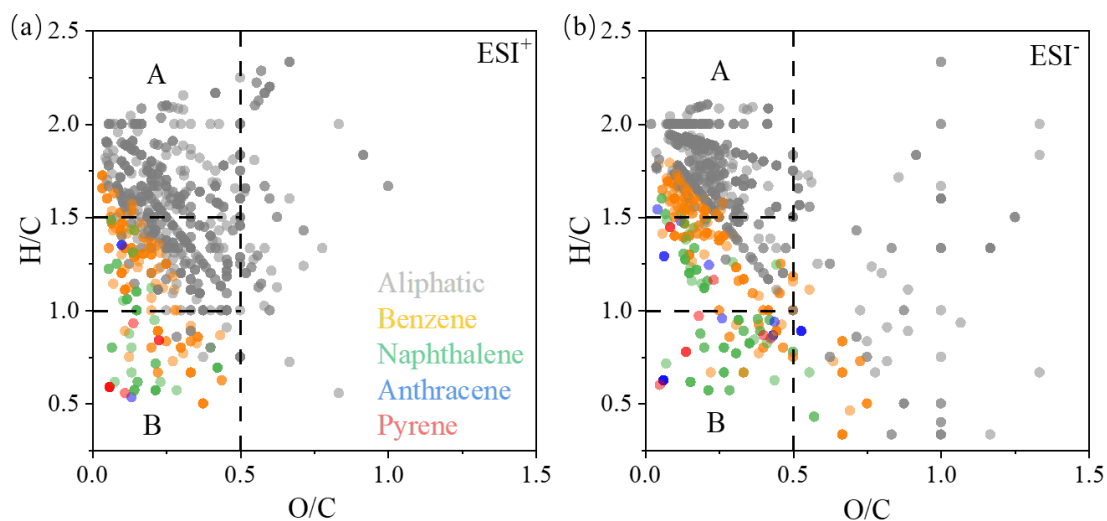 (a)
ESI⁺
A
B
2.5
2.0
1.5
1.0
0.5
H/C
0.0
0.5
1.0
1.5
O/C
Aliphatic
Benzene
Naphthalene
Anthracene
Pyrene
(b)
ESI⁻
A
B
2.5
2.0
1.5
1.0
0.5
H/C
0.0
0.5
1.0
1.5
O/C